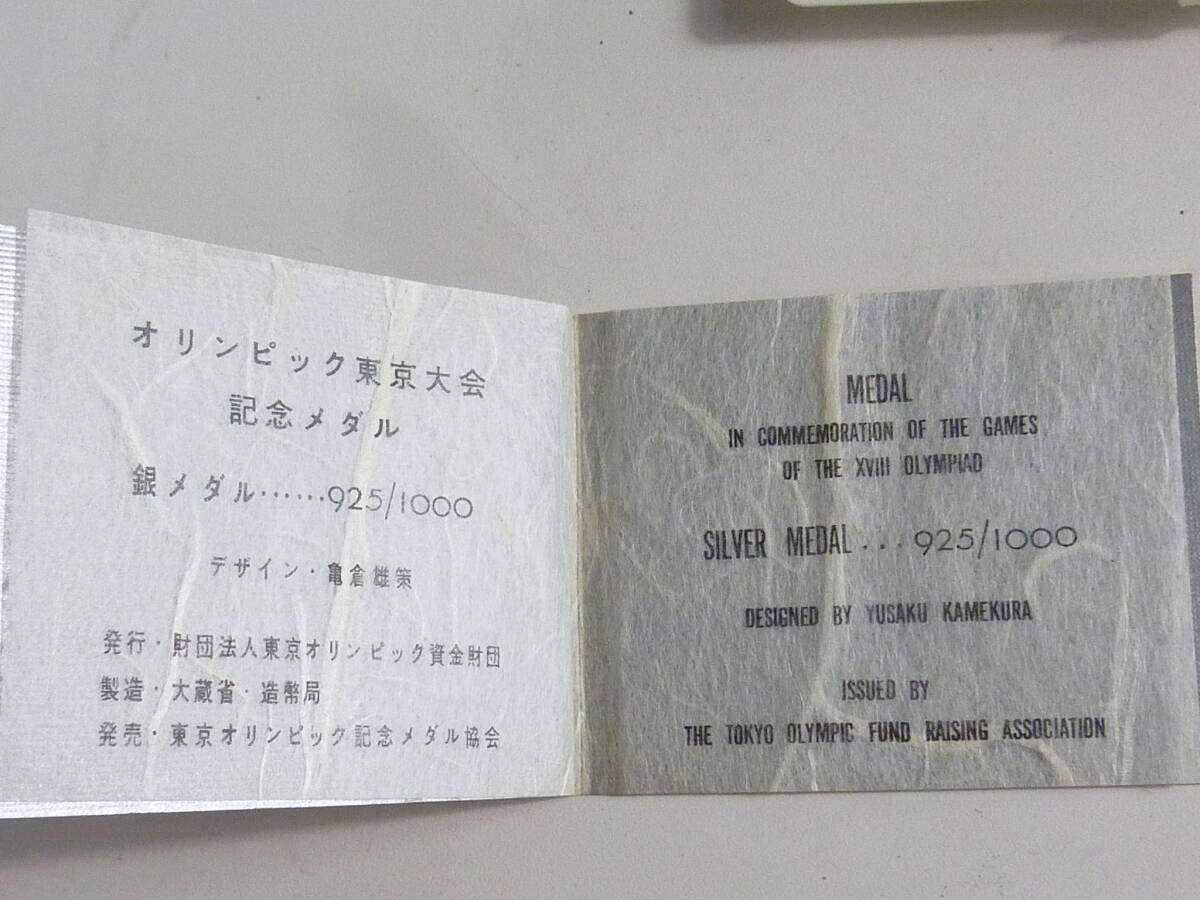 オリンピック東京大会
記念メダル
銀メダル······925/1000
デザイン・亀倉雄策
発行・財団法人東京オリンピック資金財団
製造・大蔵省・造幣局
発売・東京オリンピック記念メダル協会
MEDAL
IN COMMEMORATION OF THE GAMES
OF THE XVIII OLYMPIAD
SILVER MEDAL...925/1000
DESIGNED BY YUSAKU KAMEKURA
ISSUED BY
THE TOKYO OLYMPIC FUND RAISING ASSOCIATION